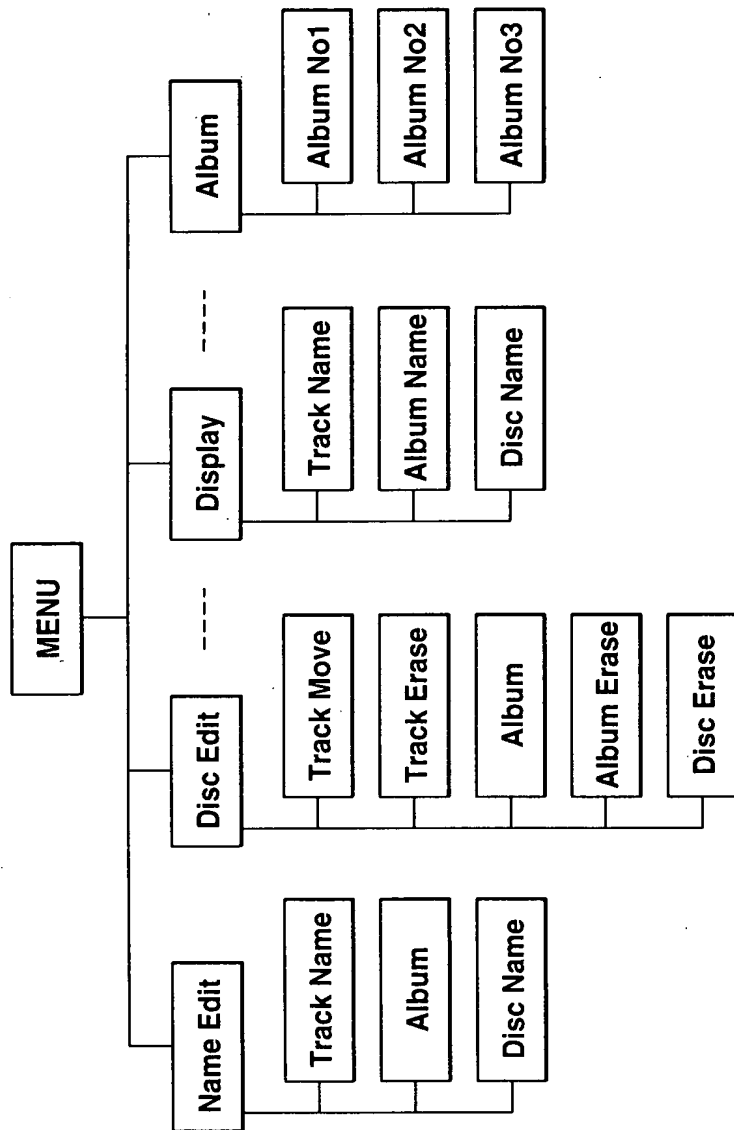 MENU
Name Edit
Track Name
Album
Disc Name
Disc Edit
Track Move
Track Erase
Album
Album Erase
Disc Erase
Display
Track Name
Album Name
Disc Name
Album
Album No1
Album No2
Album No3